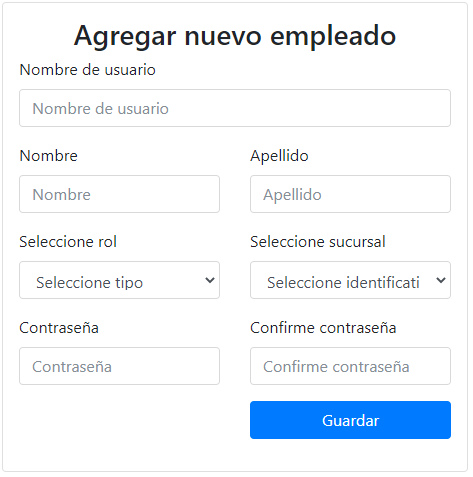 Agregar nuevo empleado
Nombre de usuario
Nombre de usuario
Nombre Apellido
Nombre Apellido
Seleccione rol Seleccione sucursal
Seleccione tipo Seleccione identificati
Contraseña Confirme contraseña
Contraseña Confirme contraseña
Guardar